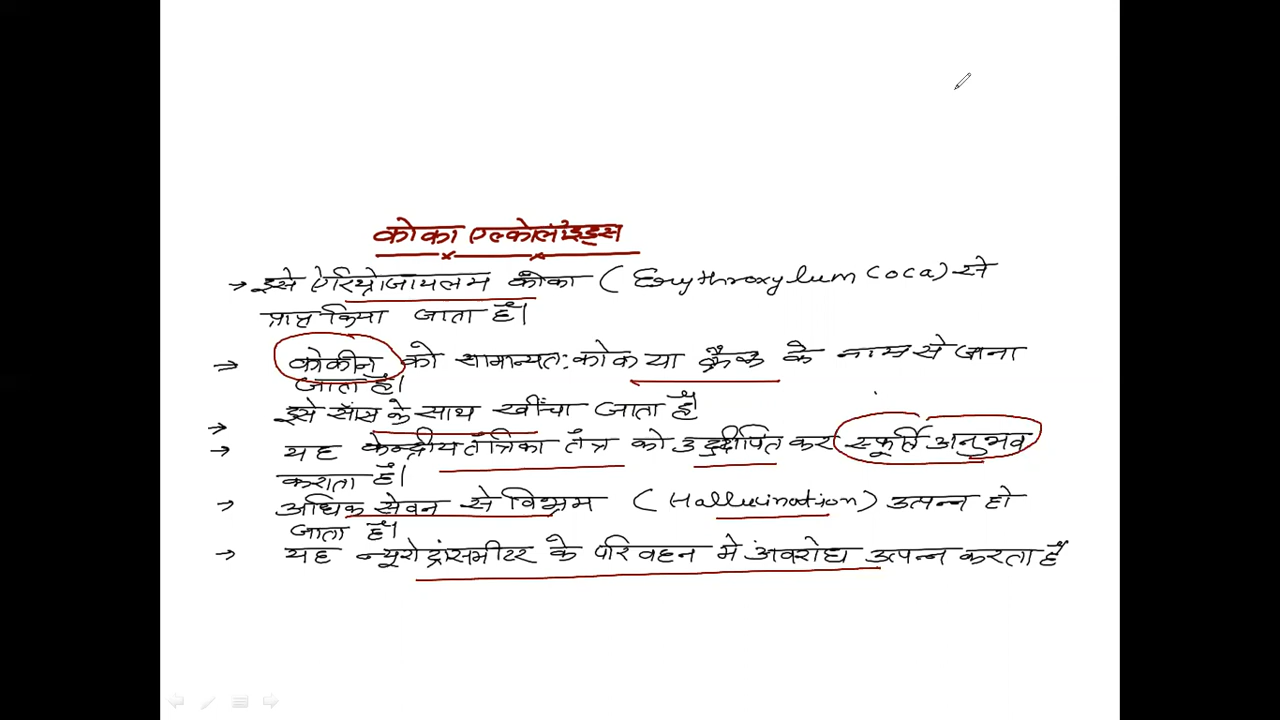 कोका एल्कोलॉइड्स
→ इसे ऐरिथ्रोजायलम कोका (Erythroxylum Coca) से
प्राप्त किया जाता है।
→ कोकीन को सामान्यतः कोक या क्रैक के नाम से जाना
जाता है।
→ इसे सॉंस के साथ खींचा जाता है
→ यह केन्द्रीय तंत्रिका तंत्र को उद्दीपित कर स्फूर्ति अनुभव
कराता है।
→ अधिक सेवन से विभ्रम (Hallucination) उत्पन्न हो
जाता है।
→ यह न्यूरोट्रांसमीटर के परिवहन मे अवरोध उत्पन्न करता है